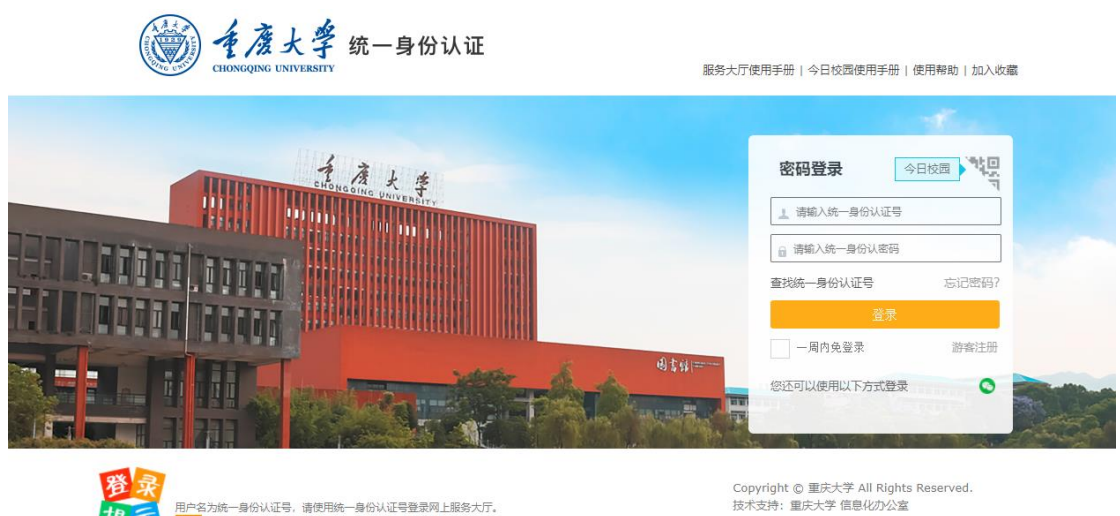 重庆大学 统一身份认证
CHONGQING UNIVERSITY
服务大厅使用手册 | 今日校园使用手册 | 使用帮助 | 加入收藏
重庆大学
CHONGQING UNIVERSITY
图书馆
密码登录
今日校园
请输入统一身份认证号
请输入统一身份认密码
查找统一身份认证号 忘记密码?
登录
一周内免登录 游客注册
您还可以使用以下方式登录
登录
提示
用户名为统一身份认证号，请使用统一身份认证号登录网上服务大厅。
Copyright © 重庆大学 All Rights Reserved.
技术支持：重庆大学 信息化办公室